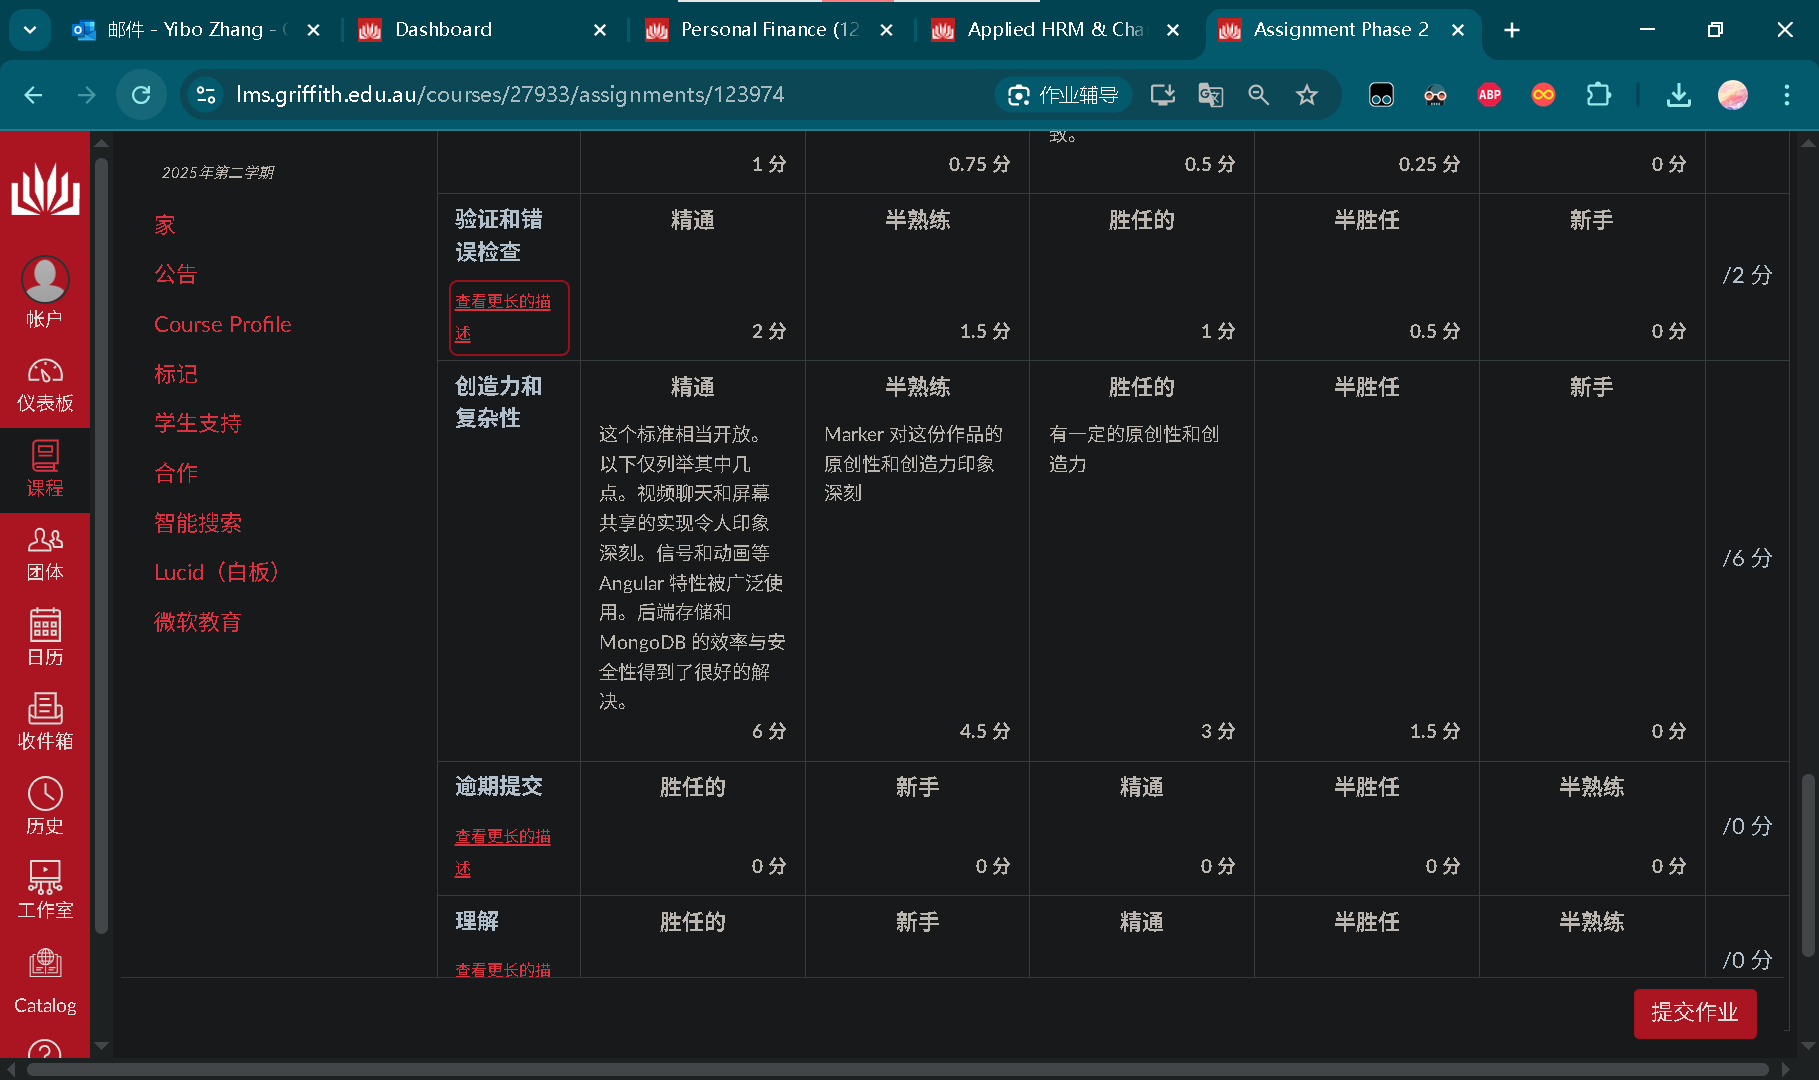 邮件 - Yibo Zhang -
Dashboard
Personal Finance (12
Applied HRM & Cha
Assignment Phase 2
lms.griffith.edu.au/courses/27933/assignments/123974
作业辅导
ABP
帐户
仪表板
课程
团体
日历
收件箱
历史
工作室
Catalog
2025年第二学期
家
公告
Course Profile
标记
学生支持
合作
智能搜索
Lucid（白板）
微软教育
致。
1 分
0.75 分
0.5 分
0.25 分
0 分
验证和错
误检查
查看更长的描
述
精通
半熟练
胜任的
半胜任
新手
2 分
1.5 分
1 分
0.5 分
0 分
/2 分
创造力和
复杂性
精通
半熟练
胜任的
半胜任
新手
这个标准相当开放。
以下仅列举其中几
点。视频聊天和屏幕
共享的实现令人印象
深刻。信号和动画等
Angular 特性被广泛使
用。后端存储和
MongoDB 的效率与安
全性得到了很好的解
决。
Marker 对这份作品的
原创性和创造力印象
深刻
有一定的原创性和创
造力
6 分
4.5 分
3 分
1.5 分
0 分
/6 分
逾期提交
查看更长的描
述
胜任的
新手
精通
半胜任
半熟练
0 分
0 分
0 分
0 分
0 分
/0 分
理解
查看更长的描
胜任的
新手
精通
半胜任
半熟练
/0 分
提交作业